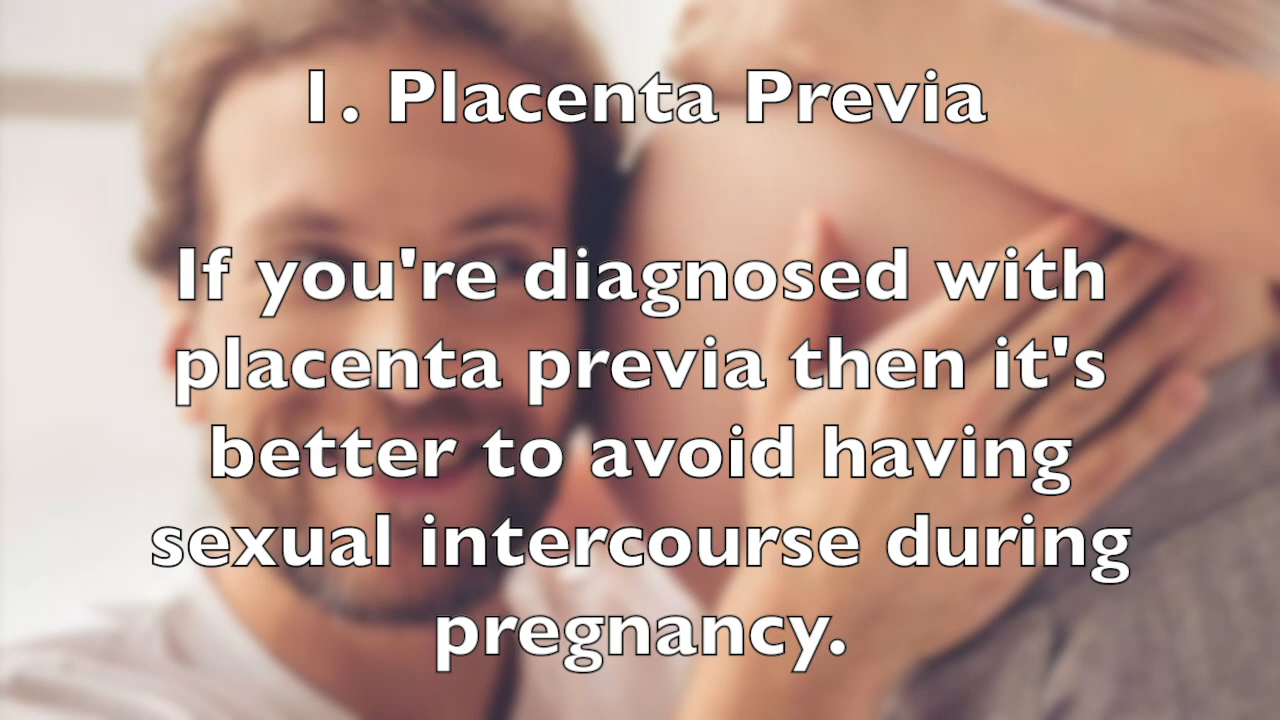 1. Placenta Previa
If you're diagnosed with
placenta previa then it's
better to avoid having
sexual intercourse during
pregnancy.